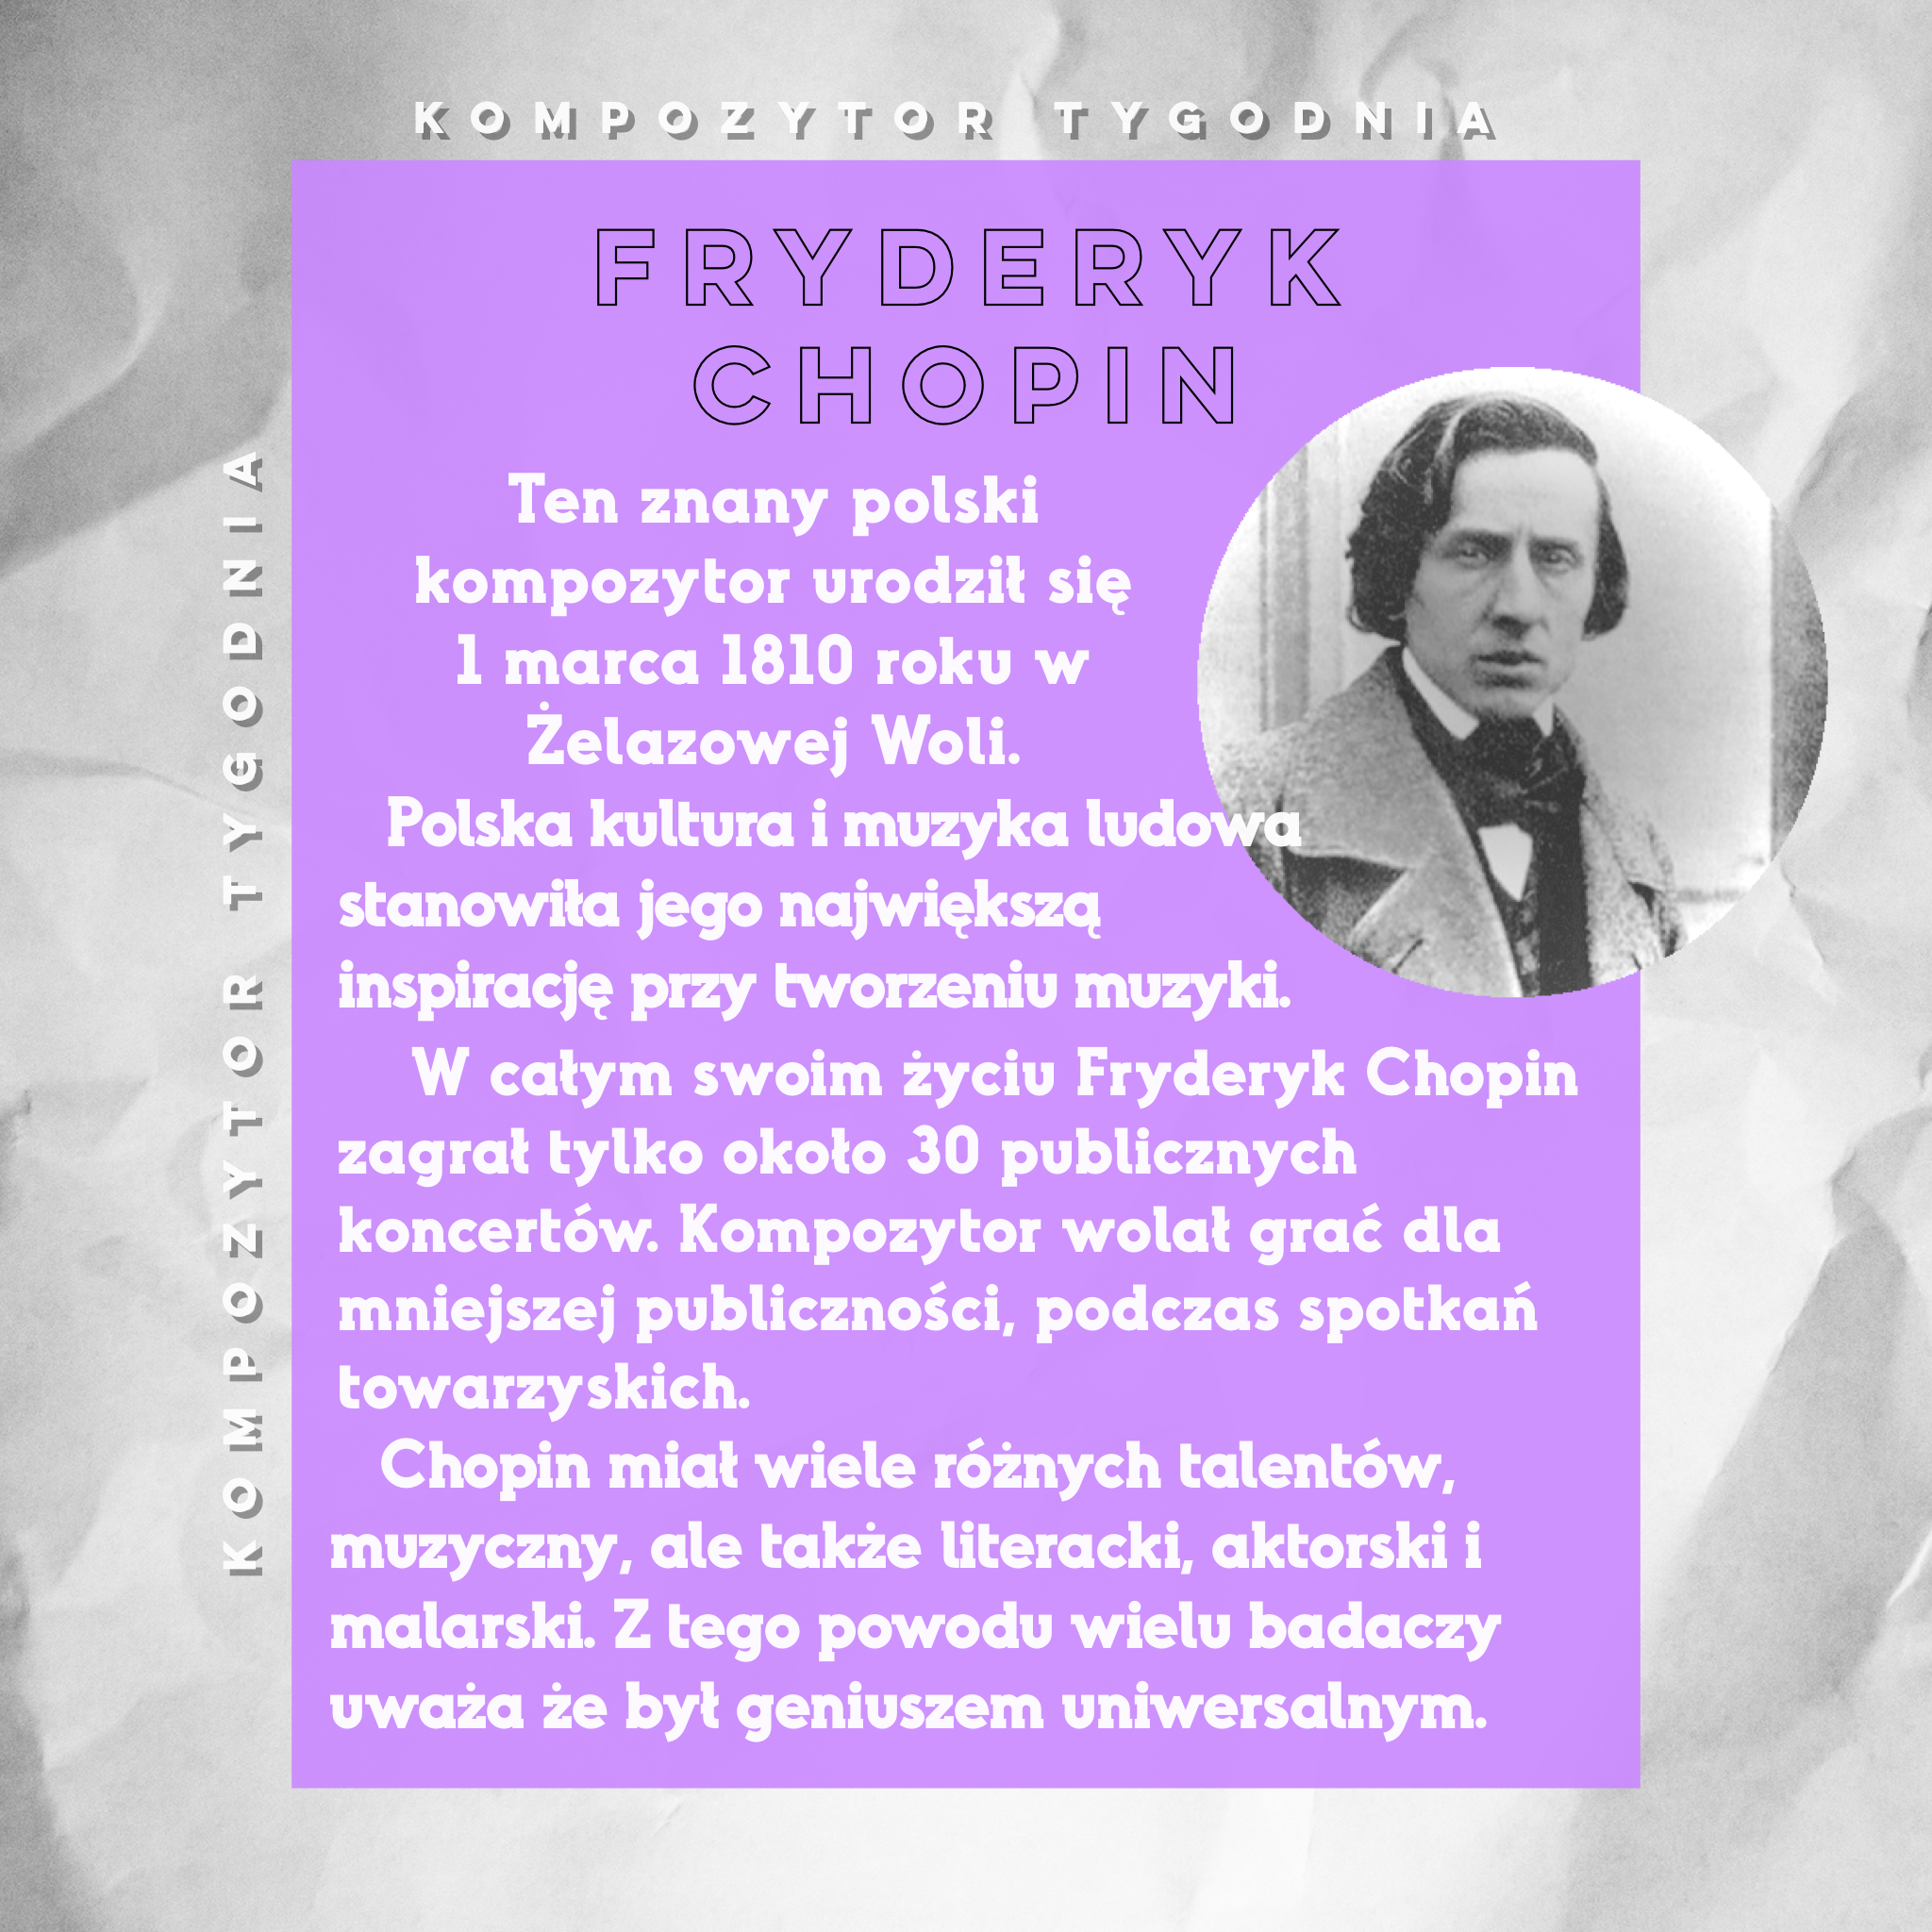 KOMPOZYTOR TYGODNIA
KOMPOZYTOR TYGODNIA
FRYDERYK
CHOPIN
Ten znany polski
kompozytor urodził się
1 marca 1810 roku w
Żelazowej Woli.
Polska kultura i muzyka ludowa
stanowiła jego największą
inspirację przy tworzeniu muzyki.
W całym swoim życiu Fryderyk Chopin
zagrał tylko około 30 publicznych
koncertów. Kompozytor wolał grać dla
mniejszej publiczności, podczas spotkań
towarzyskich.
Chopin miał wiele różnych talentów,
muzyczny, ale także literacki, aktorski i
malarski. Z tego powodu wielu badaczy
uważa że był geniuszem uniwersalnym.